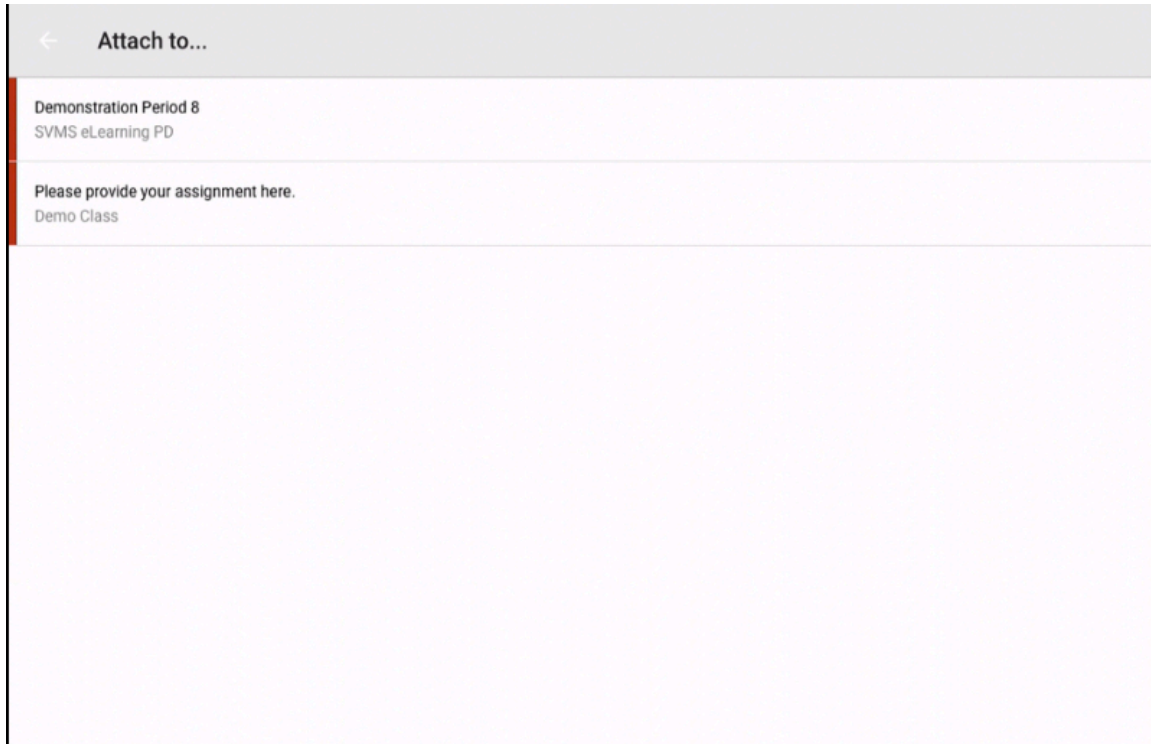 Attach to...
Demonstration Period 8
SVMS eLearning PD
Please provide your assignment here.
Demo Class